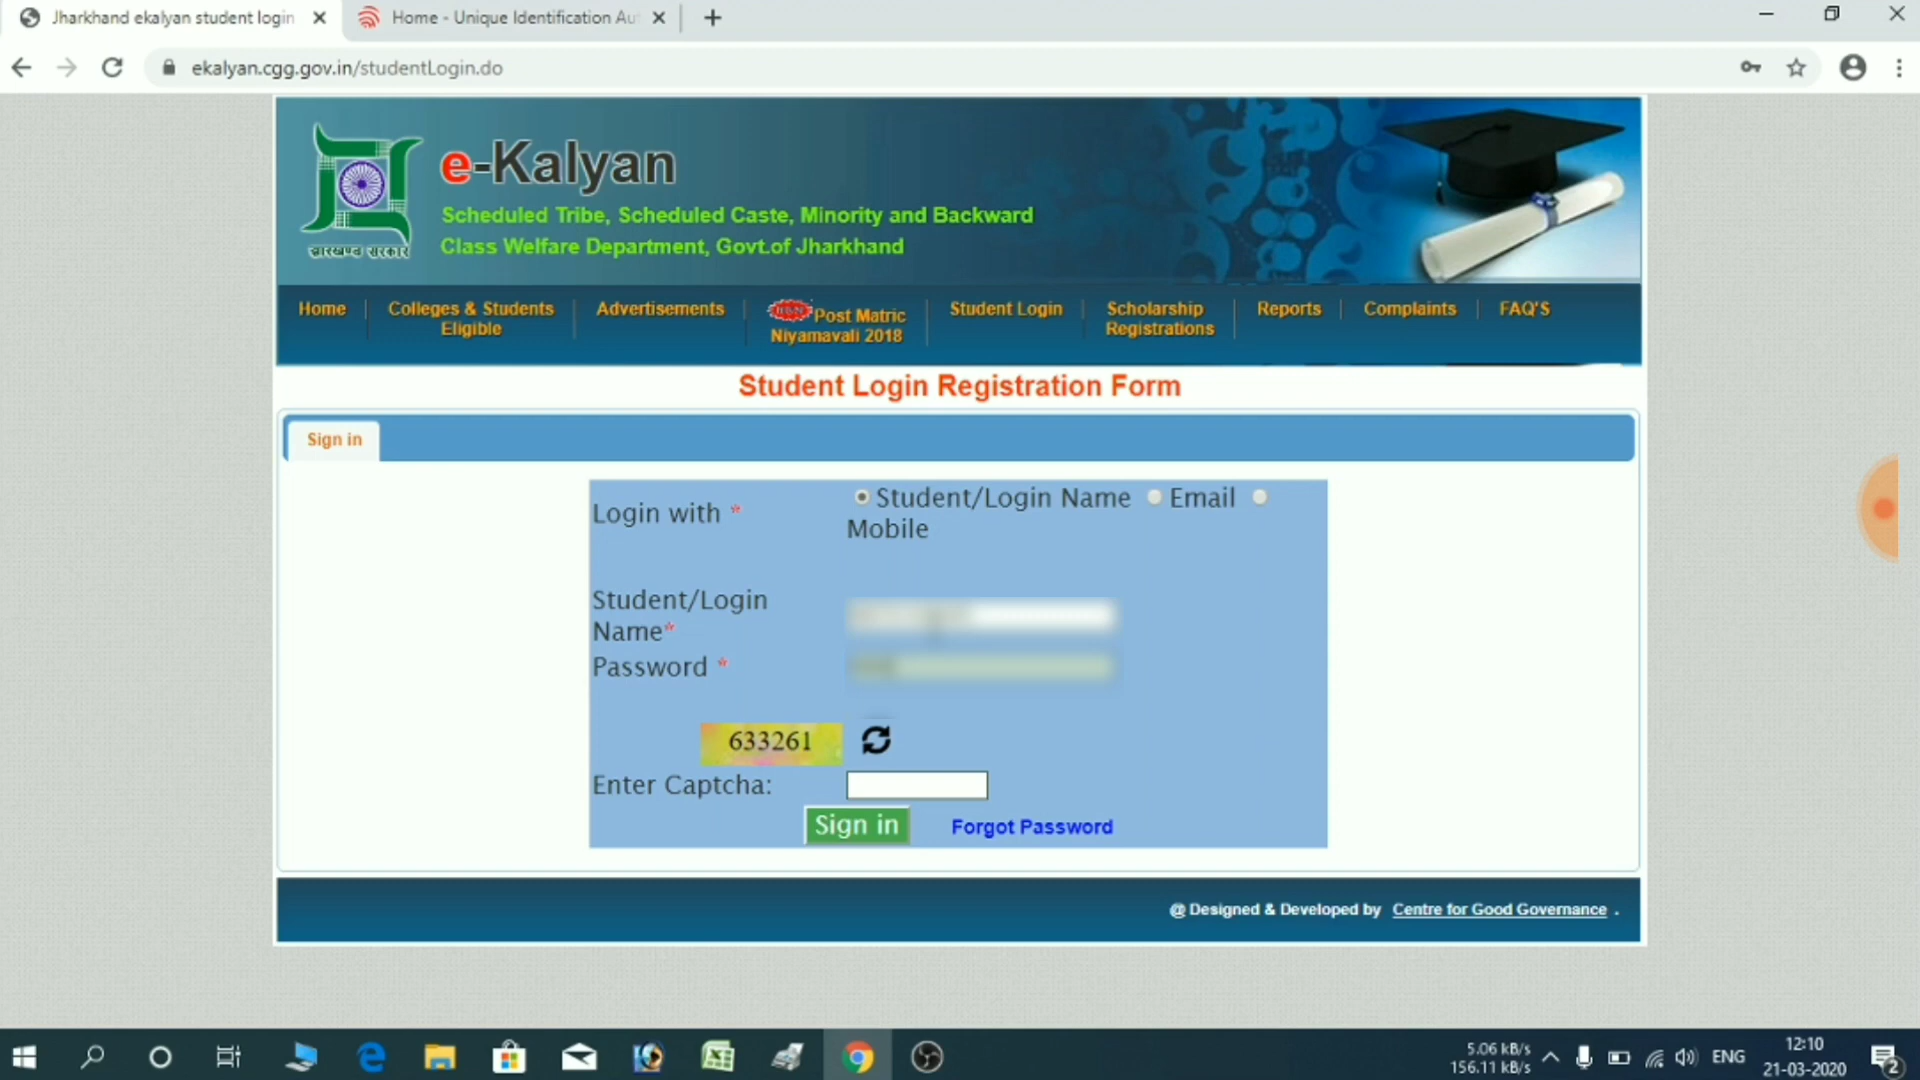 Jharkhand ekalyan student login
Home - Unique Identification Au
ekalyan.cgg.gov.in/studentLogin.do
e-Kalyan
Scheduled Tribe, Scheduled Caste, Minority and Backward
Class Welfare Department, Govt.of Jharkhand
झारखण्ड सरकार
Home
Colleges & Students
Eligible
Advertisements
Post Matric
Niyamavali 2018
Student Login
Scholarship
Registrations
Reports
Complaints
FAQ'S
Student Login Registration Form
Sign in
Login with *
Student/Login Name Email
Mobile
Student/Login
Name*
Password *
633261
Enter Captcha:
Sign in
Forgot Password
@ Designed & Developed by Centre for Good Governance .
5.06 kB/s
156.11 kB/s
ENG
12:10
21-03-2020
2